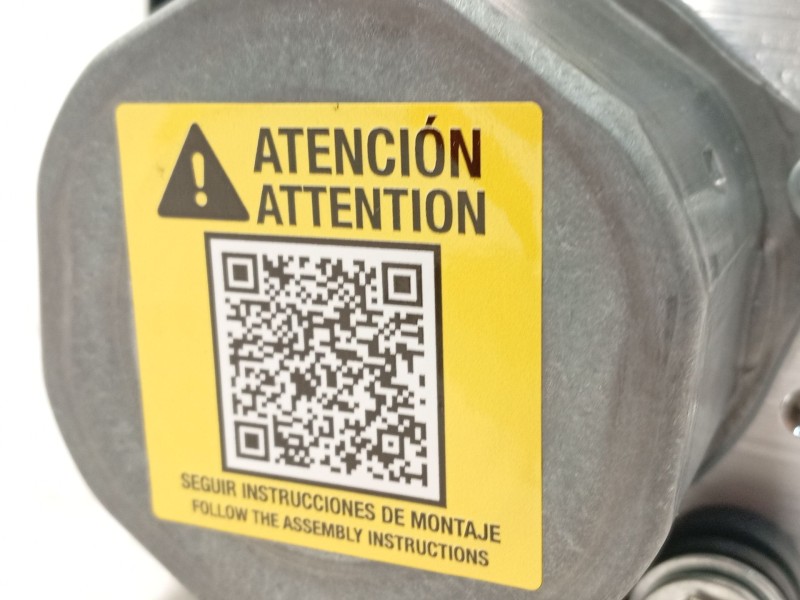 ATENCIÓN
ATTENTION
SEGUIR INSTRUCCIONES DE MONTAJE
FOLLOW THE ASSEMBLY INSTRUCTIONS